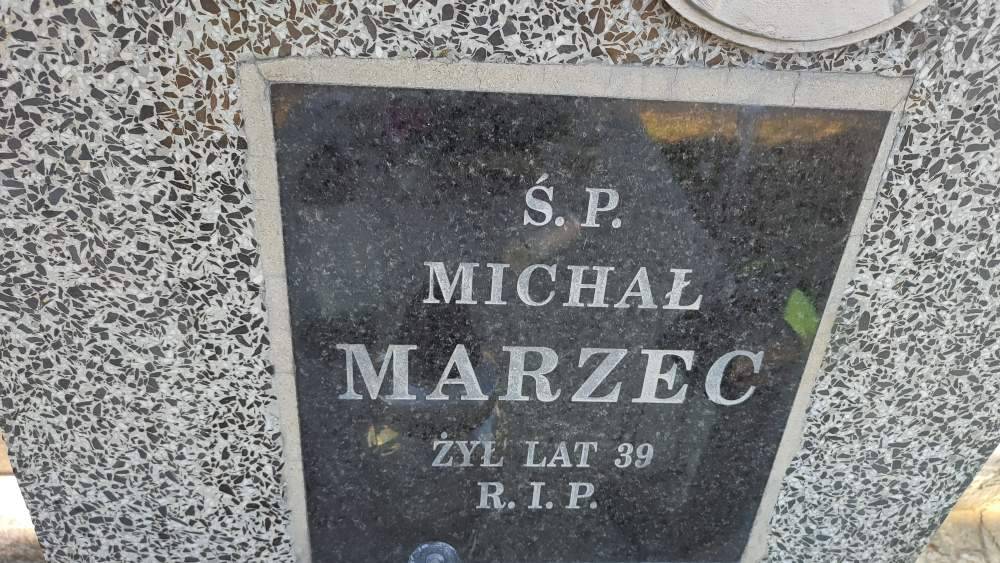 Ś. P.
MICHAŁ
MARZEC
ŻYŁ LAT 39
R. I. P.